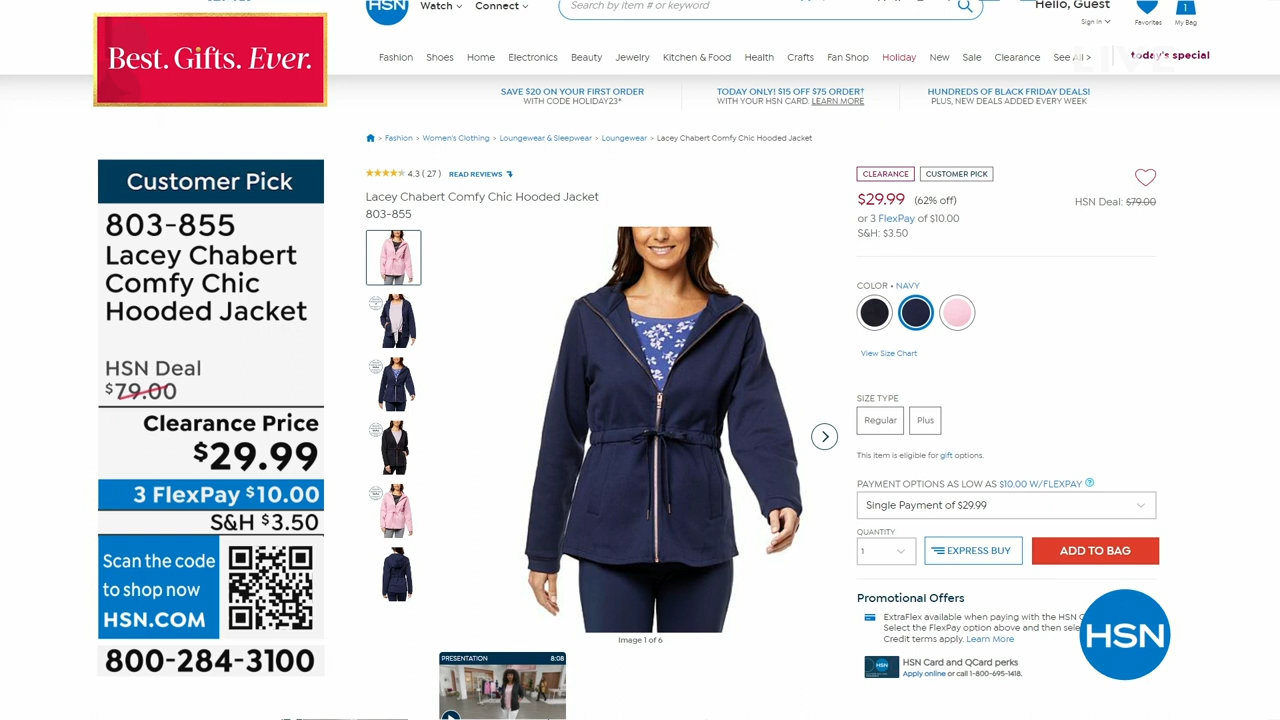 HSN
Watch
Connect
Search by item # or keyword
Hello, Guest
Sign In
Favorites
1
My Bag
Best. Gifts. Ever.
Fashion Shoes Home Electronics Beauty Jewelry Kitchen & Food Health Crafts Fan Shop Holiday New Sale Clearance See All >
today's special
LIVE
SAVE $20 ON YOUR FIRST ORDER
WITH CODE HOLIDAY23*
TODAY ONLY! $15 OFF $75 ORDER†
WITH YOUR HSN CARD. LEARN MORE
HUNDREDS OF BLACK FRIDAY DEALS!
PLUS, NEW DEALS ADDED EVERY WEEK
> Fashion > Women's Clothing > Loungewear & Sleepwear > Loungewear > Lacey Chabert Comfy Chic Hooded Jacket
Customer Pick
803-855
Lacey Chabert
Comfy Chic
Hooded Jacket
HSN Deal
$79.00
Clearance Price
$29.99
3 FlexPay $10.00
S&H $3.50
Scan the code
to shop now
HSN.COM
800-284-3100
4.3 ( 27 ) READ REVIEWS
Lacey Chabert Comfy Chic Hooded Jacket
803-855
Image 1 of 6
PRESENTATION 8:08
CLEARANCE CUSTOMER PICK
$29.99 (62% off)
HSN Deal: $79.00
or 3 FlexPay of $10.00
S&H: $3.50
COLOR • NAVY
View Size Chart
SIZE TYPE
Regular Plus
This item is eligible for gift options.
PAYMENT OPTIONS AS LOW AS $10.00 W/FLEXPAY ?
Single Payment of $29.99
QUANTITY
1
EXPRESS BUY
ADD TO BAG
Promotional Offers
ExtraFlex available when paying with the HSN
Select the FlexPay option above and then
Credit terms apply. Learn More
HSN
HSN Card and QCard perks
Apply online or call 1-800-695-1418.
HSN